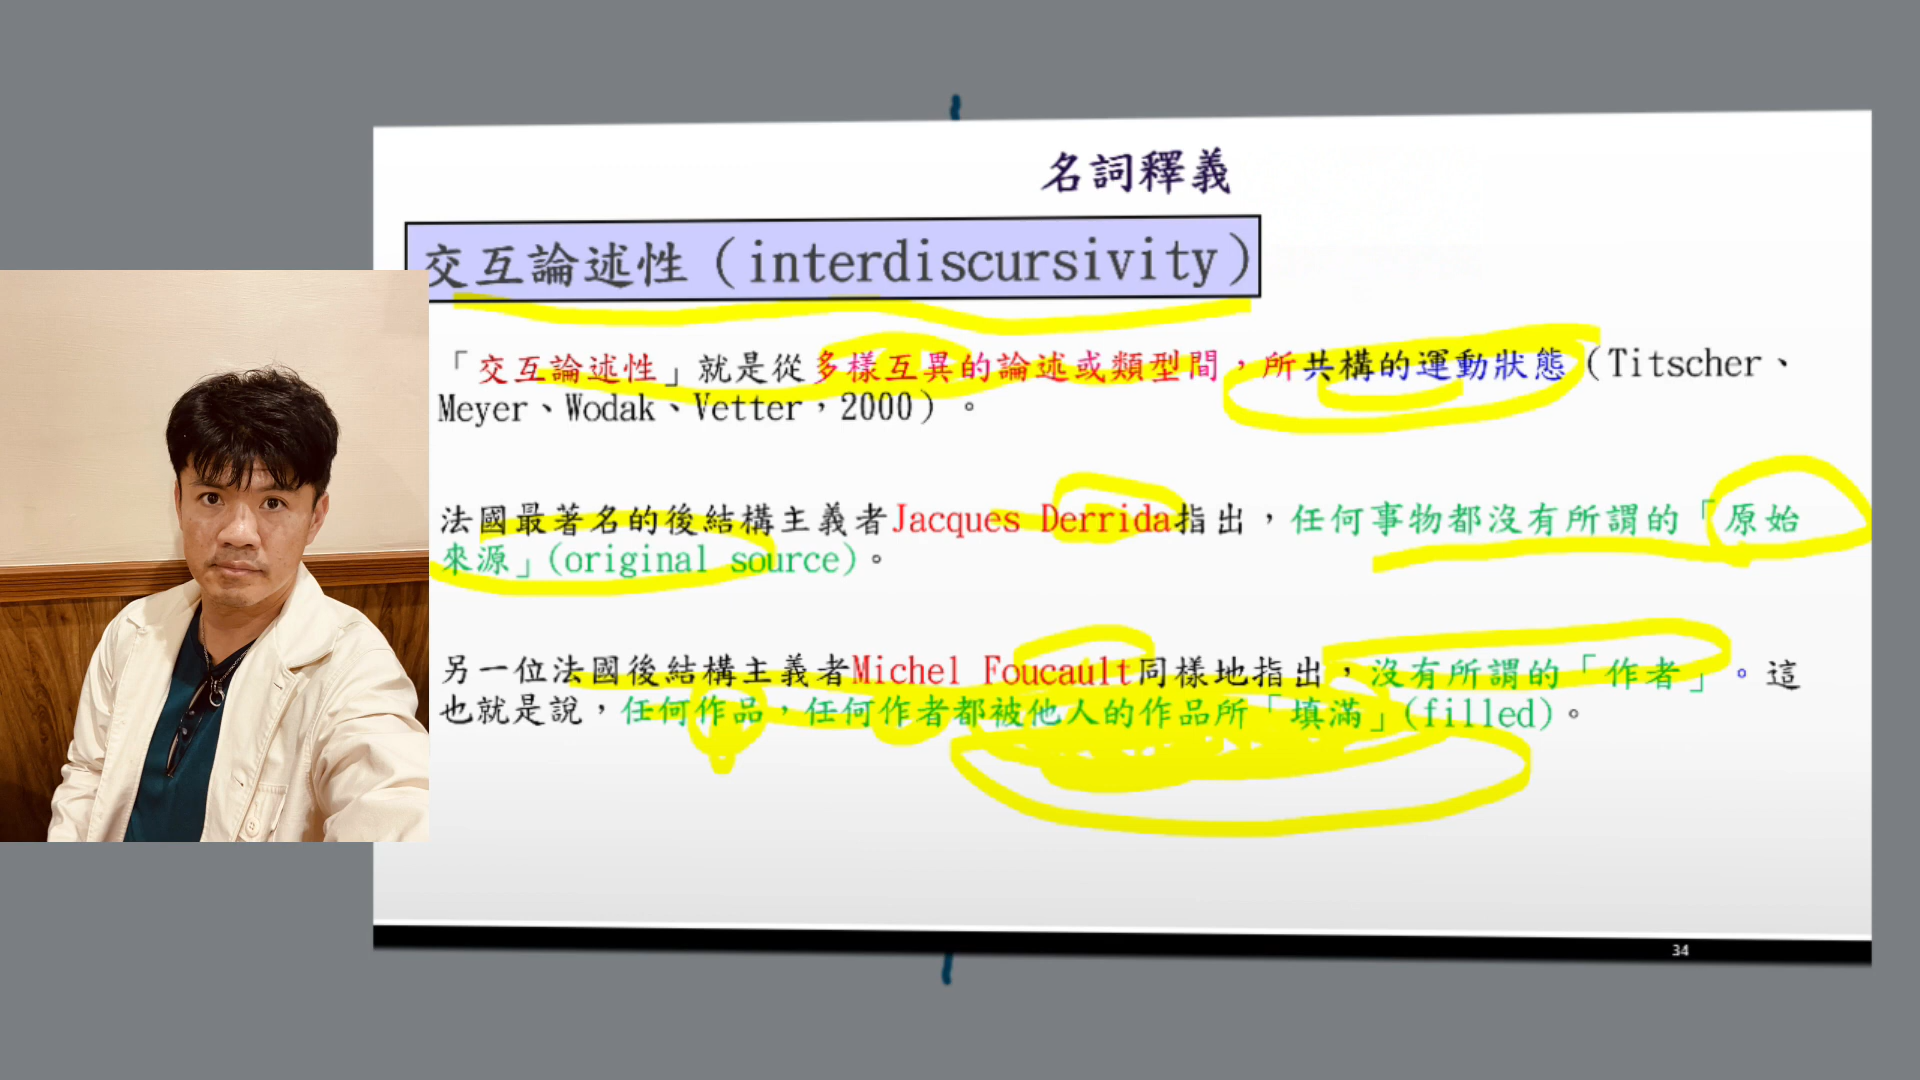 名詞釋義
交互論述性（interdiscursivity）
「交互論述性」就是從多樣互異的論述或類型間，所共構的運動狀態（Titscher、
Meyer、Wodak、Vetter，2000）。
法國最著名的後結構主義者Jacques Derrida指出，任何事物都沒有所謂的「原始
來源」(original source)。
另一位法國後結構主義者Michel Foucault同樣地指出，沒有所謂的「作者」。這
也就是說，任何作品，任何作者都被他人的作品所「填滿」(filled)。
34